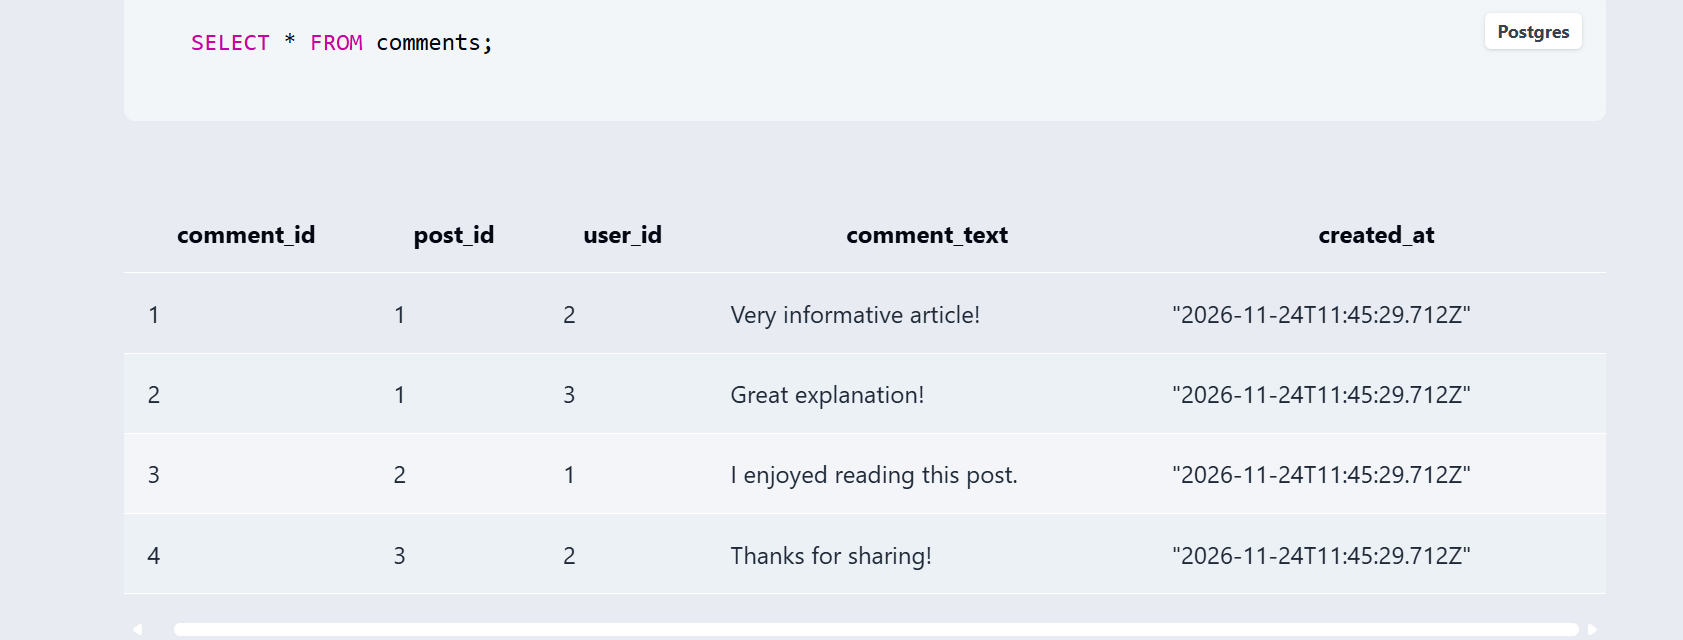 SELECT * FROM comments;
Postgres
comment_id post_id user_id comment_text created_at
1 1 2 Very informative article! "2026-11-24T11:45:29.712Z"
2 1 3 Great explanation! "2026-11-24T11:45:29.712Z"
3 2 1 I enjoyed reading this post. "2026-11-24T11:45:29.712Z"
4 3 2 Thanks for sharing! "2026-11-24T11:45:29.712Z"